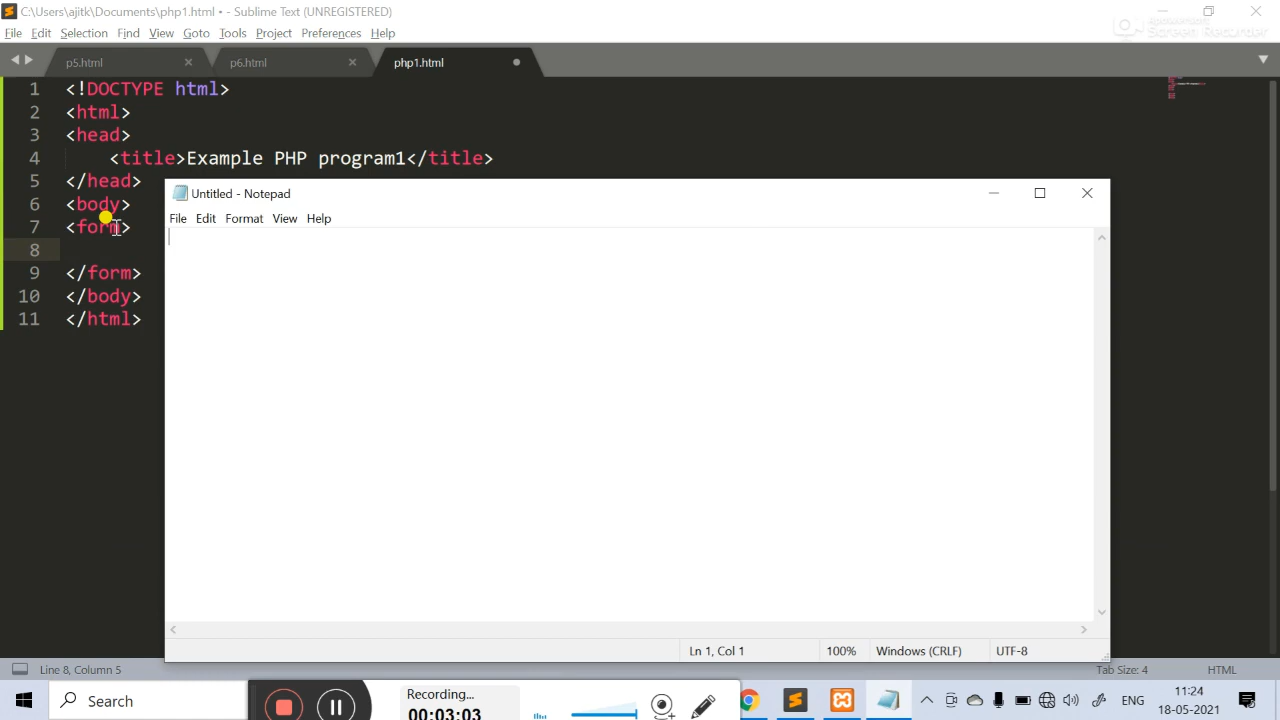 C:\Users\ajitk\Documents\php1.html • - Sublime Text (UNREGISTERED)
File Edit Selection Find View Goto Tools Project Preferences Help
Apowersoft
Screen Recorder
p5.html p6.html php1.html
1 <!DOCTYPE html>
2 <html>
3 <head>
4 <title>Example PHP program1</title>
5 </head>
6 <body>
7 <form>
8
9 </form>
10 </body>
11 </html>
Untitled - Notepad
File Edit Format View Help
Ln 1, Col 1 100% Windows (CRLF) UTF-8
Line 8, Column 5 Tab Size: 4 HTML
Search
Recording...
00:03:03
ENG
11:24
18-05-2021